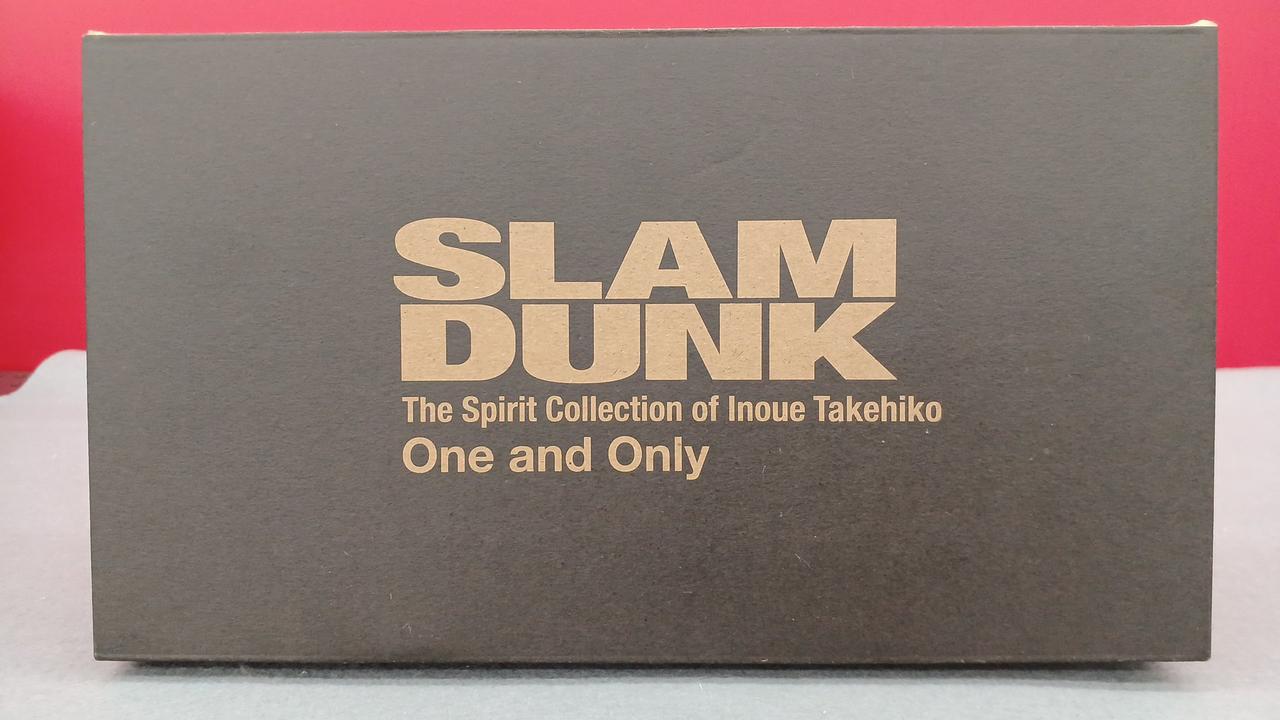 SLAM
DUNK
The Spirit Collection of Inoue Takehiko
One and Only